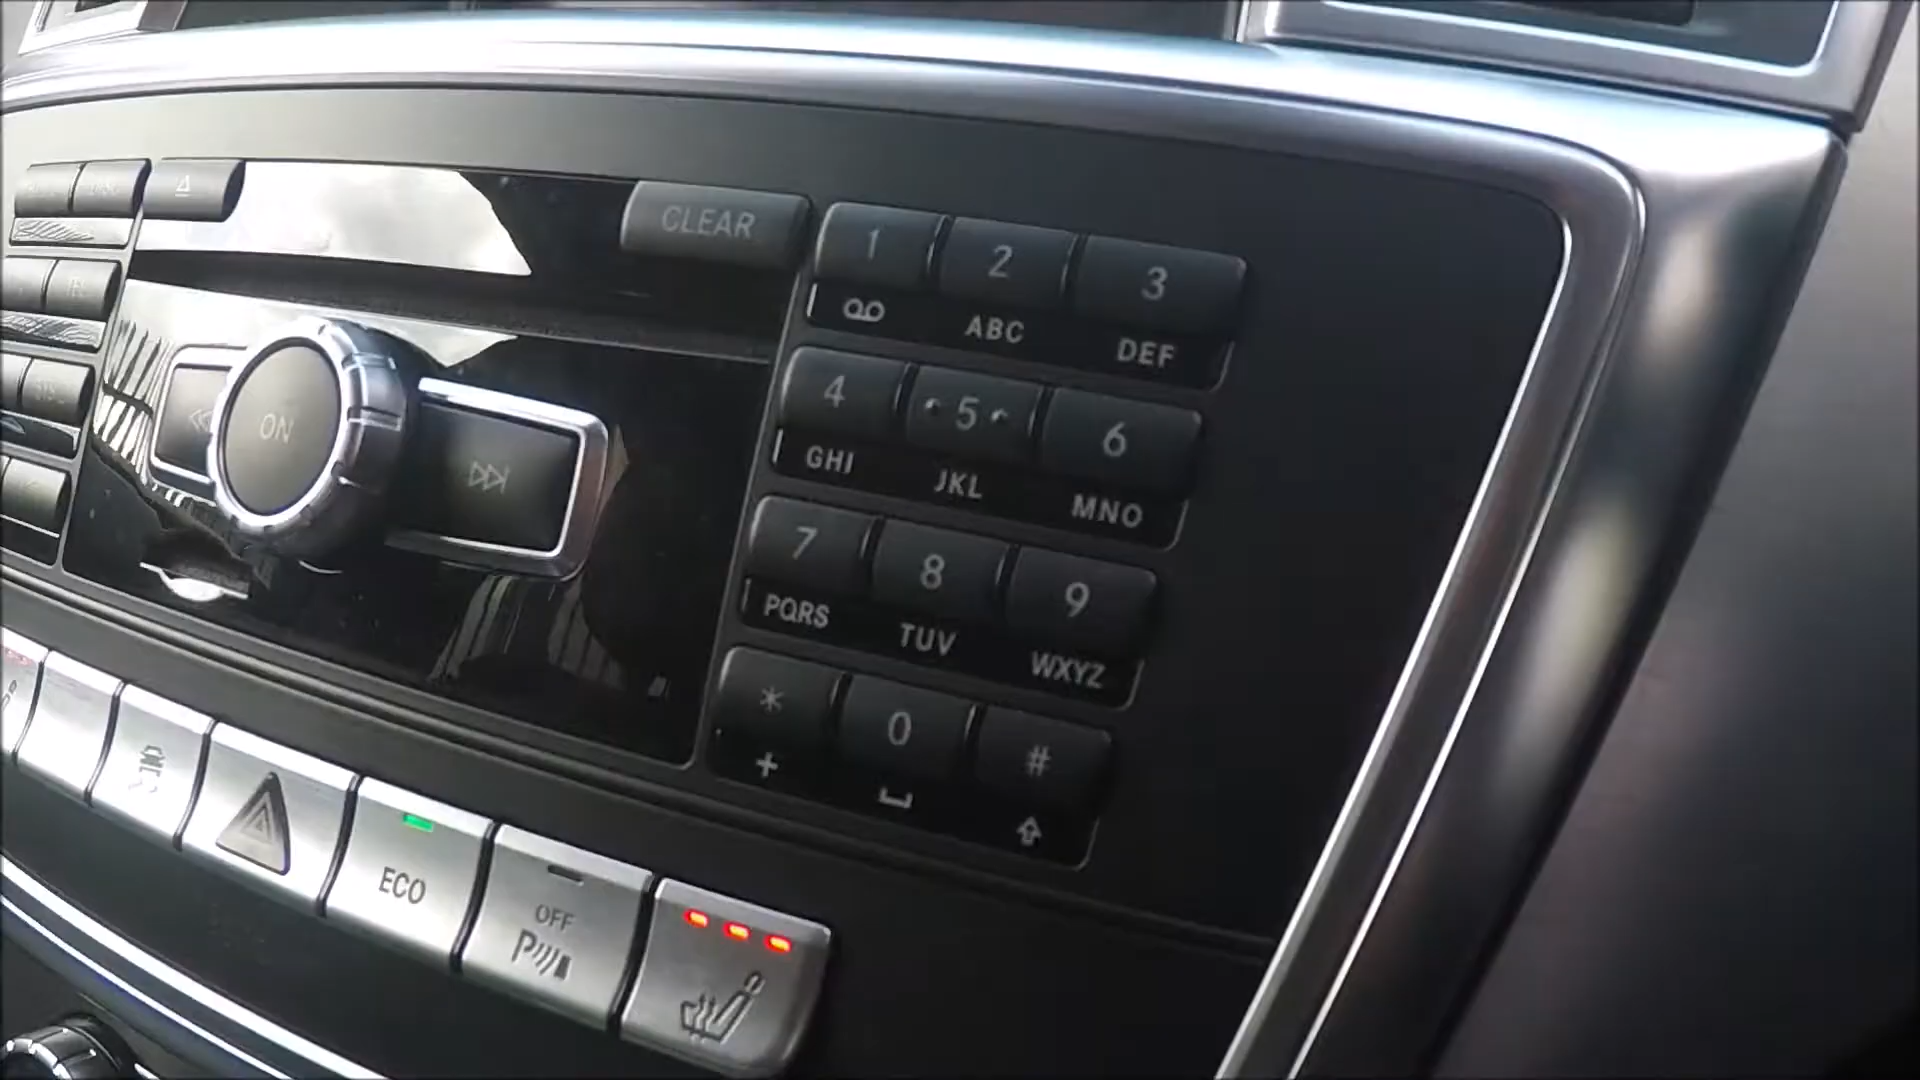 CLEAR
1 2 3
ABC DEF
4 5 6
GHI JKL MNO
7 8 9
PQRS TUV WXYZ
* 0 #
+
ON
TEL
ECO
OFF
P